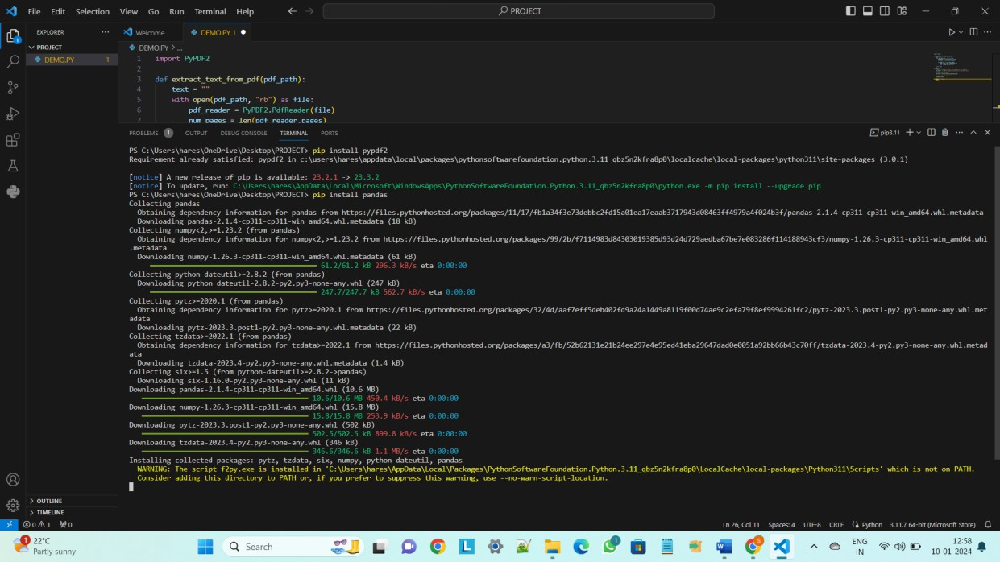 File Edit Selection View Go Run Terminal Help
PROJECT
EXPLORER
PROJECT
DEMO.PY 1
OUTLINE
TIMELINE
Welcome
DEMO.PY 1
DEMO.PY > ...
1 import PyPDF2
2
3 def extract_text_from_pdf(pdf_path):
4 text = ""
5 with open(pdf_path, "rb") as file:
6 pdf_reader = PyPDF2.PdfReader(file)
7 num_pages = len(pdf_reader.pages)
PROBLEMS 1 OUTPUT DEBUG CONSOLE TERMINAL PORTS
pip3.11
PS C:\Users\hares\OneDrive\Desktop\PROJECT> pip install pypdf2
Requirement already satisfied: pypdf2 in c:\users\hares\appdata\local\packages\pythonsoftwarefoundation.python.3.11_qbz5n2kfra8p0\localcache\local-packages\python311\site-packages (3.0.1)
[notice] A new release of pip is available: 23.2.1 -> 23.3.2
[notice] To update, run: C:\Users\hares\AppData\Local\Microsoft\WindowsApps\PythonSoftwareFoundation.Python.3.11_qbz5n2kfra8p0\python.exe -m pip install --upgrade pip
PS C:\Users\hares\OneDrive\Desktop\PROJECT> pip install pandas
Collecting pandas
Obtaining dependency information for pandas from https://files.pythonhosted.org/packages/11/17/fb1a34f3e73debbc2fd15a01ea17eaab3717943d08463ff4979a4f024b3f/pandas-2.1.4-cp311-cp311-win_amd64.whl.metadata
Downloading pandas-2.1.4-cp311-cp311-win_amd64.whl.metadata (18 kB)
Collecting numpy<2,>=1.23.2 (from pandas)
Obtaining dependency information for numpy<2,>=1.23.2 from https://files.pythonhosted.org/packages/99/2b/f7114983d84303019385d93d24d729aedba67be7e083286f114188943cf3/numpy-1.26.3-cp311-cp311-win_amd64.whl
.metadata
Downloading numpy-1.26.3-cp311-cp311-win_amd64.whl.metadata (61 kB)
61.2/61.2 kB 296.3 kB/s eta 0:00:00
Collecting python-dateutil>=2.8.2 (from pandas)
Downloading python_dateutil-2.8.2-py2.py3-none-any.whl (247 kB)
247.7/247.7 kB 562.7 kB/s eta 0:00:00
Collecting pytz>=2020.1 (from pandas)
Obtaining dependency information for pytz>=2020.1 from https://files.pythonhosted.org/packages/32/4d/aaf7eff5deb402fd9a24a1449a8119f00d74ae9c2efa79f8ef9994261fc2/pytz-2023.3.post1-py2.py3-none-any.whl.met
adata
Downloading pytz-2023.3.post1-py2.py3-none-any.whl.metadata (22 kB)
Collecting tzdata>=2022.1 (from pandas)
Obtaining dependency information for tzdata>=2022.1 from https://files.pythonhosted.org/packages/a3/fb/52b62131e21b24ee297e4e95ed41eba29647dad0e0051a92bb66b43c70ff/tzdata-2023.4-py2.py3-none-any.whl.metad
ata
Downloading tzdata-2023.4-py2.py3-none-any.whl.metadata (1.4 kB)
Collecting six>=1.5 (from python-dateutil>=2.8.2->pandas)
Downloading six-1.16.0-py2.py3-none-any.whl (11 kB)
Downloading pandas-2.1.4-cp311-cp311-win_amd64.whl (10.6 MB)
10.6/10.6 MB 450.4 kB/s eta 0:00:00
Downloading numpy-1.26.3-cp311-cp311-win_amd64.whl (15.8 MB)
15.8/15.8 MB 253.9 kB/s eta 0:00:00
Downloading pytz-2023.3.post1-py2.py3-none-any.whl (502 kB)
502.5/502.5 kB 899.8 kB/s eta 0:00:00
Downloading tzdata-2023.4-py2.py3-none-any.whl (346 kB)
346.6/346.6 kB 1.1 MB/s eta 0:00:00
Installing collected packages: pytz, tzdata, six, numpy, python-dateutil, pandas
WARNING: The script f2py.exe is installed in 'C:\Users\hares\AppData\Local\Packages\PythonSoftwareFoundation.Python.3.11_qbz5n2kfra8p0\LocalCache\local-packages\Python311\Scripts' which is not on PATH.
Consider adding this directory to PATH or, if you prefer to suppress this warning, use --no-warn-script-location.
0 1 0 Ln 26, Col 11 Spaces: 4 UTF-8 CRLF Python 3.11.7 64-bit (Microsoft Store)
1 22°C
Partly sunny
Search
1
ENG
IN
12:58
10-01-2024